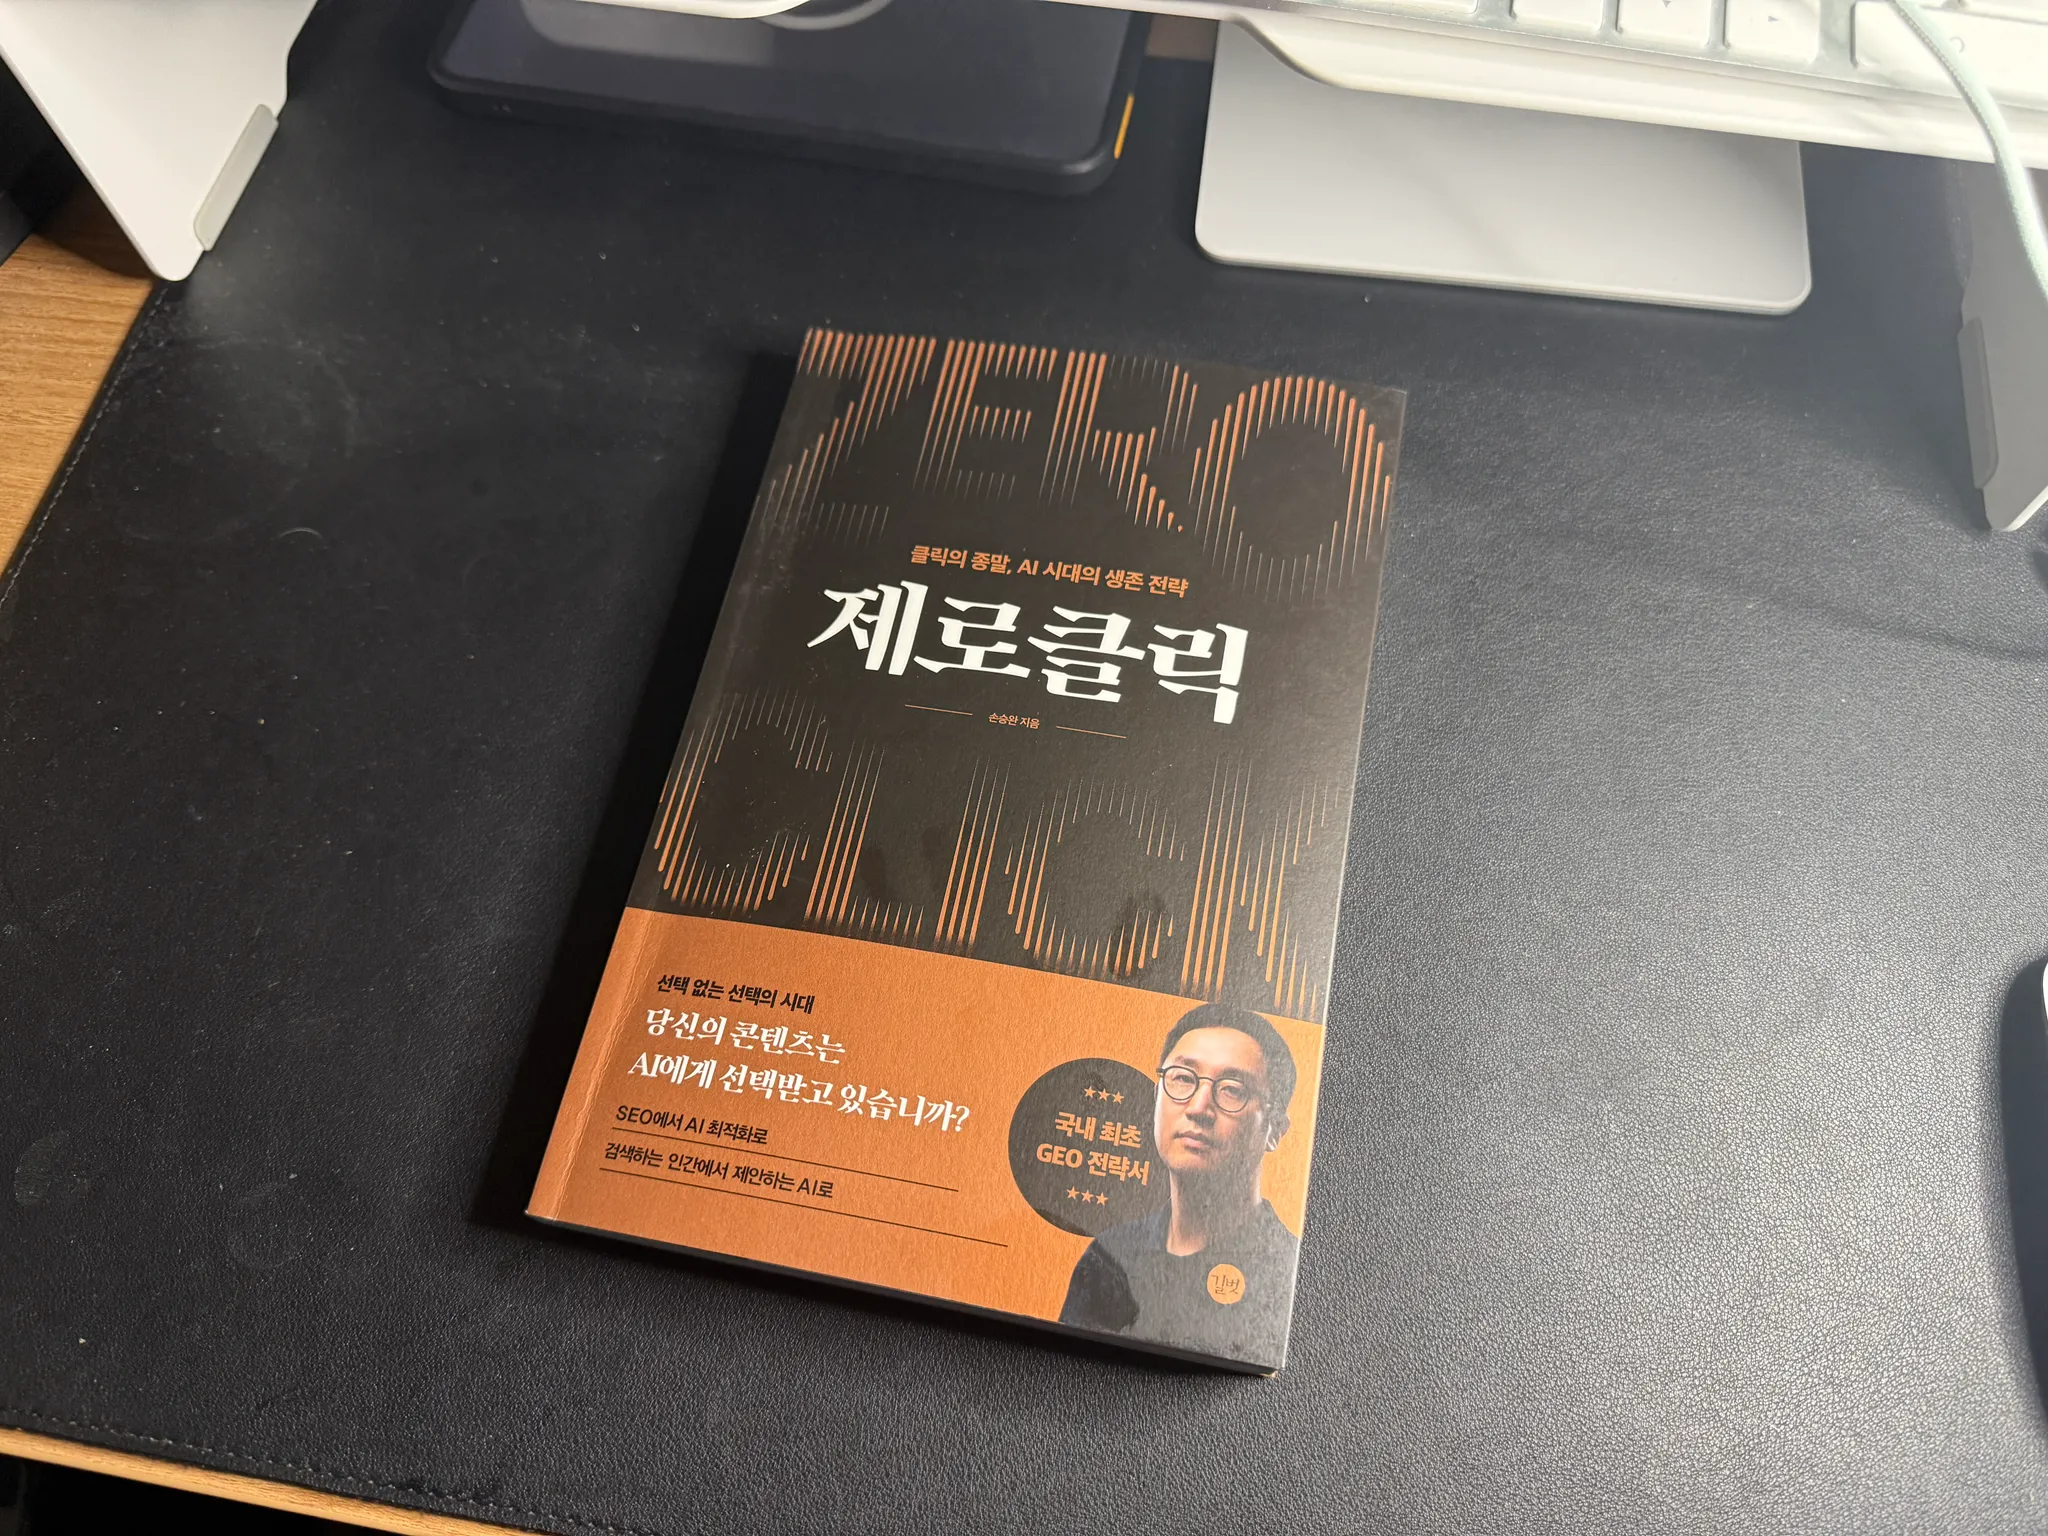 ZERO
클릭의 종말, AI 시대의 생존 전략
제로클릭
손승완 지음
CLICK
선택 없는 선택의 시대
당신의 콘텐츠는
AI에게 선택받고 있습니까?
SEO에서 AI 최적화로
검색하는 인간에서 제안하는 AI로
★★★
국내 최초
GEO 전략서
★★★
길벗